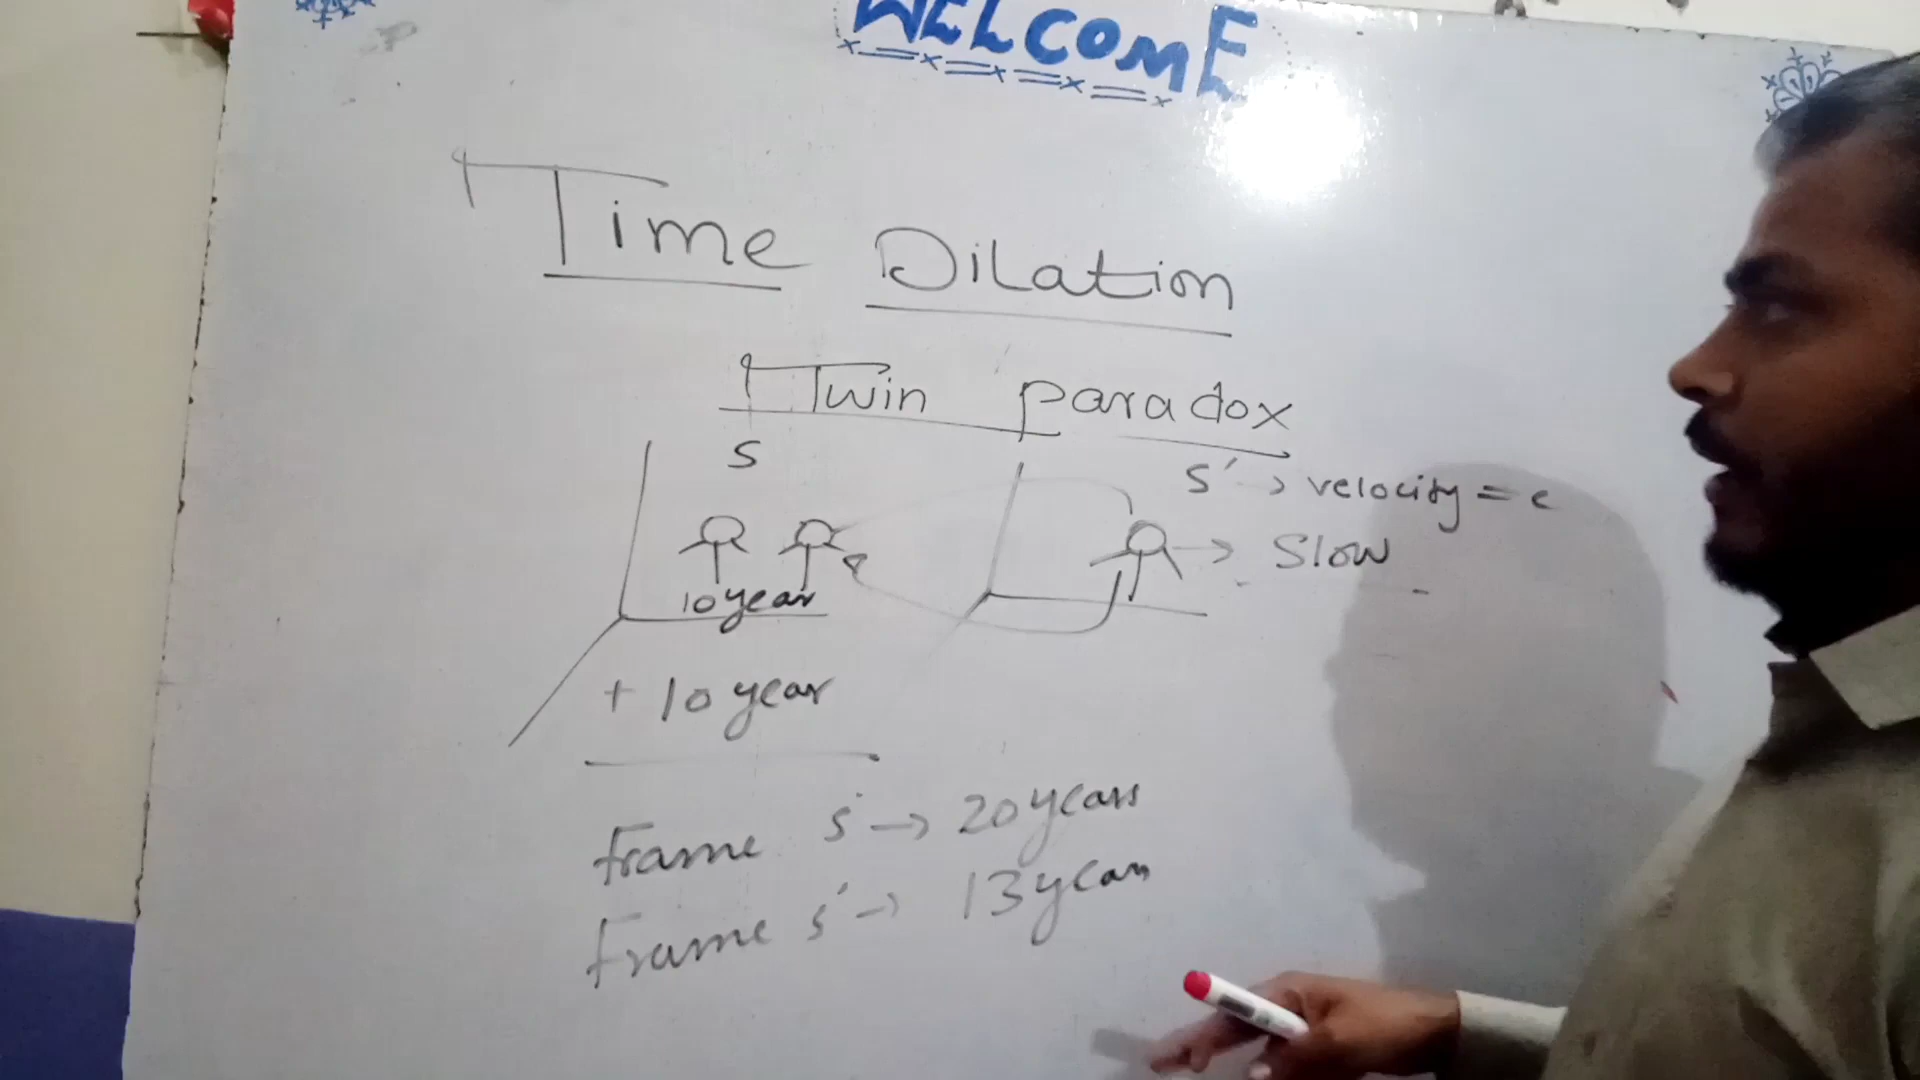 WELCOME
Time Dilation
Twin paradox
S
S' → velocity = c
→ Slow
10 year
+ 10 year
Frame S → 20 years
Frame S' → 13 years